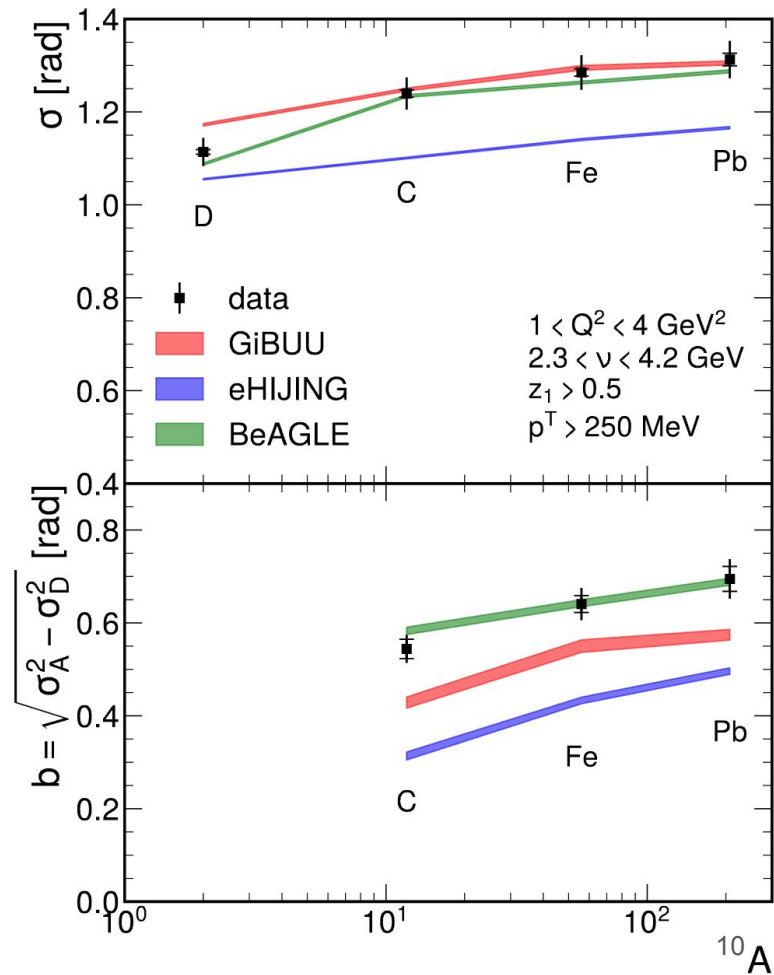 1.4
1.2
1.0
0.8
0.6
0.4
σ [rad]
D
C
Fe
Pb
data
GiBUU
eHIJING
BeAGLE
1 < Q² < 4 GeV²
2.3 < ν < 4.2 GeV
z₁ > 0.5
pᵀ > 250 MeV
0.8
0.6
0.4
0.2
0.0
b = √σ²_A − σ²_D [rad]
C
Fe
Pb
10⁰
10¹
10²
10
A